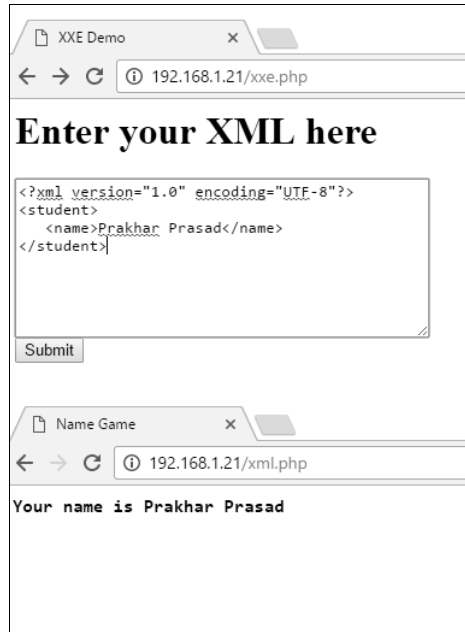 XXE Demo
192.168.1.21/xxe.php
Enter your XML here
<?xml version="1.0" encoding="UTF-8"?>
<student>
<name>Prakhar Prasad</name>
</student>
Submit
Name Game
192.168.1.21/xml.php
Your name is Prakhar Prasad